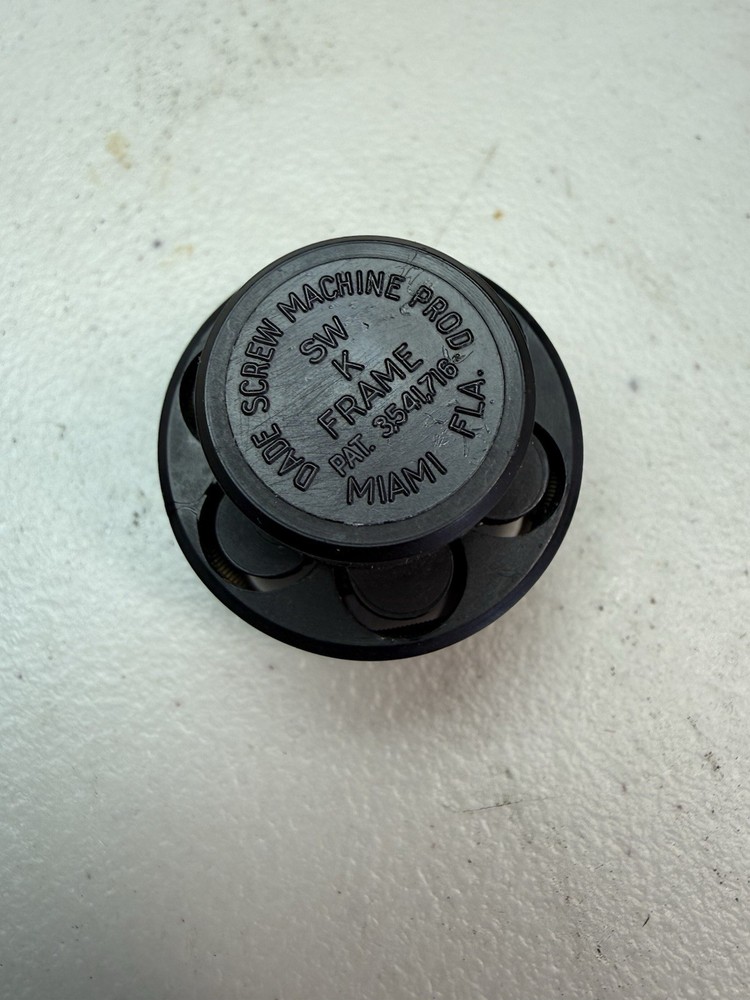 DADE SCREW MACHINE PROD
SW
K
FRAME
PAT. 3,541,716
MIAMI FLA.